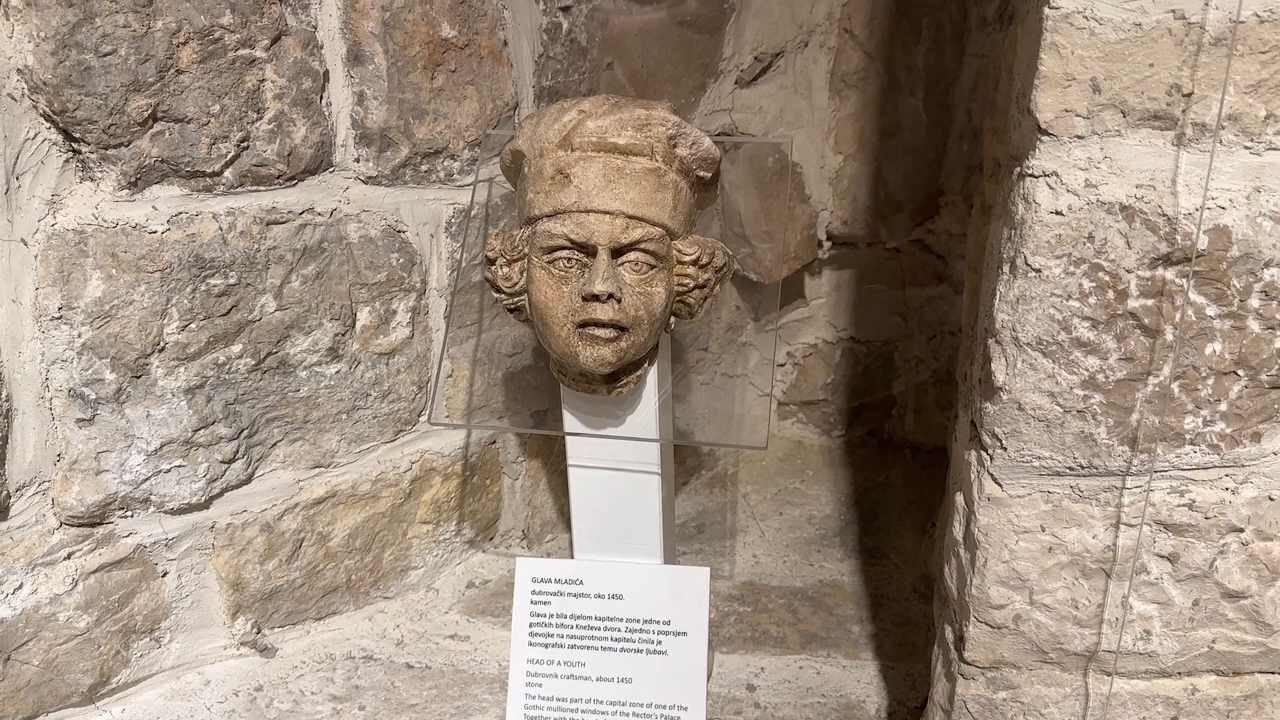 GLAVA MLADIĆA
dubrovački majstor, oko 1450.
kamen
Glava je bila dijelom kapitelne zone jedne od
gotičkih bifora Kneževa dvora. Zajedno s poprsjem
djevojke na nasuprotnom kapitelu činila je
ikonografski zatvorenu temu dvorske ljubavi.
HEAD OF A YOUTH
Dubrovnik craftsman, about 1450
stone
The head was part of the capital zone of one of the
Gothic mullioned windows of the Rector's Palace.
Together with the